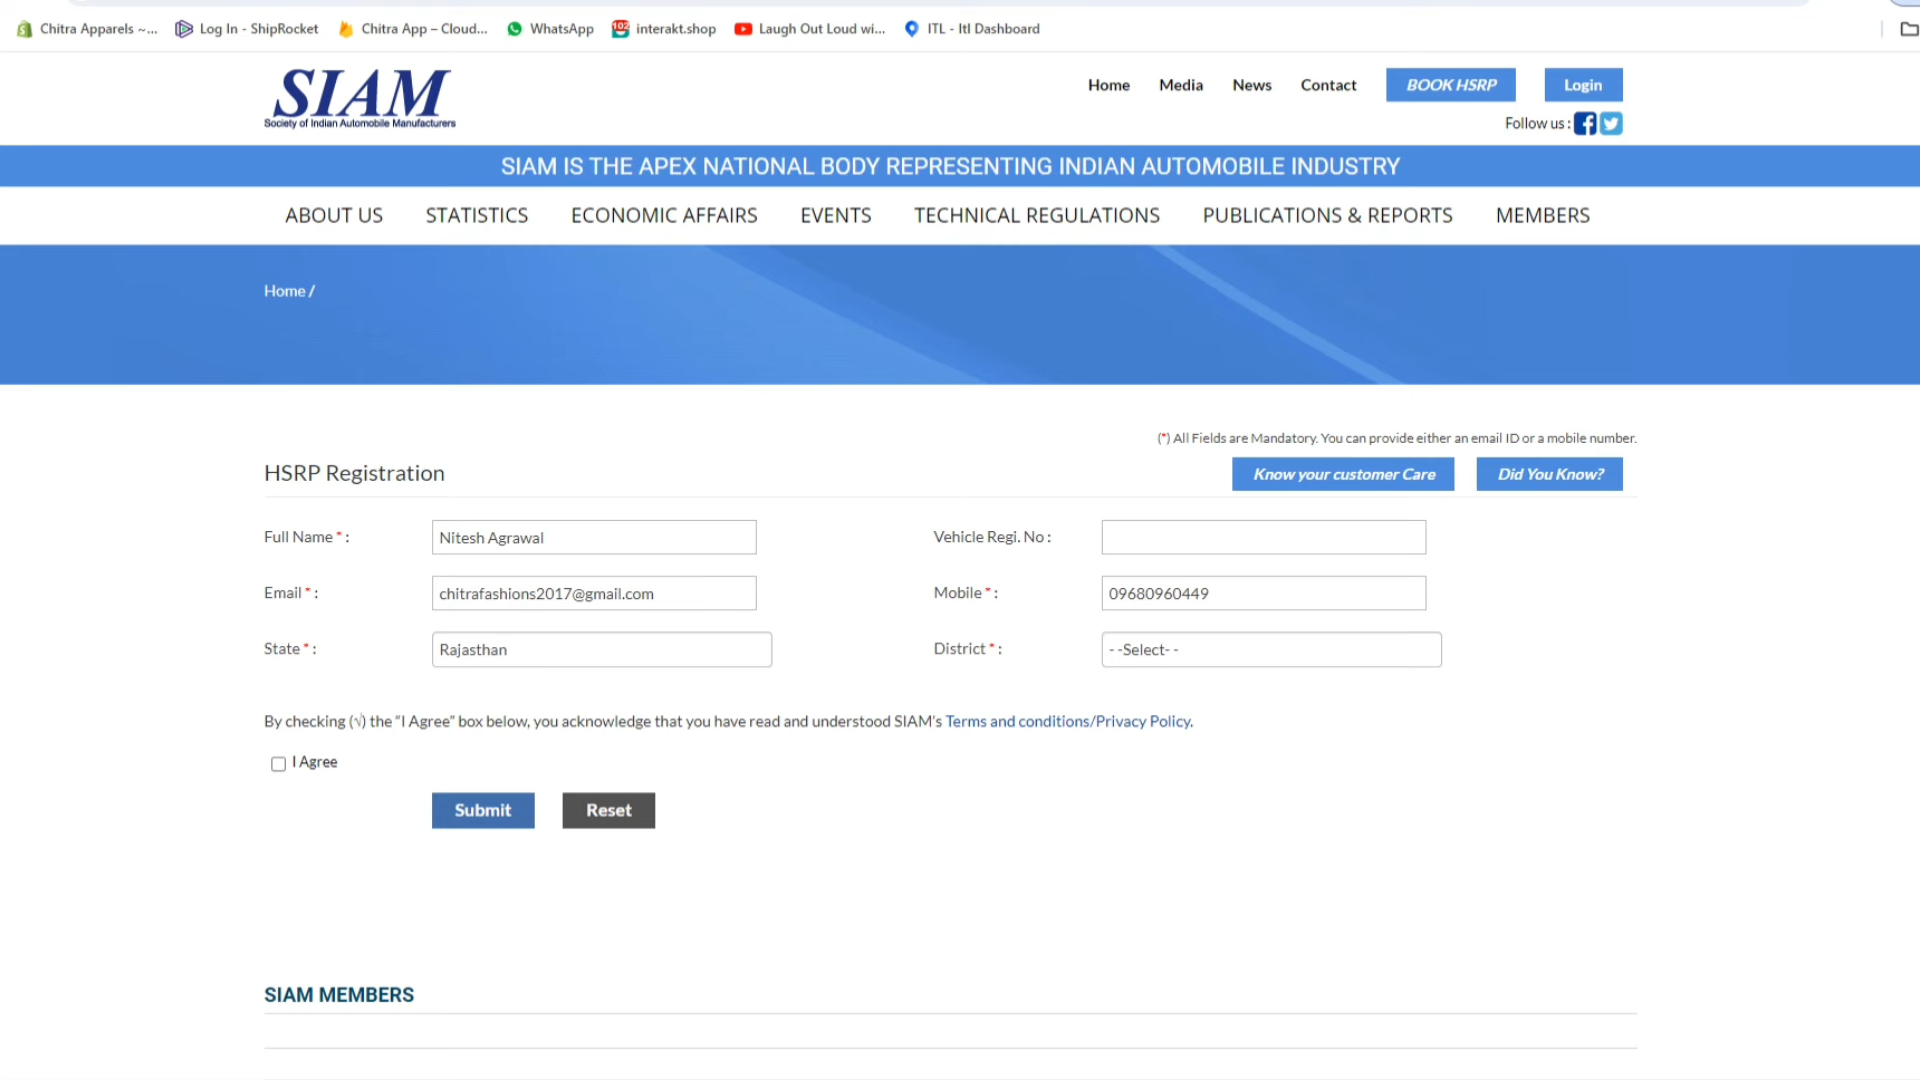 Chitra Apparels ~... Log In - ShipRocket Chitra App – Cloud... WhatsApp 102 interakt.shop Laugh Out Loud wi... ITL - Itl Dashboard
SIAM
Society of Indian Automobile Manufacturers
Home Media News Contact BOOK HSRP Login
Follow us :
SIAM IS THE APEX NATIONAL BODY REPRESENTING INDIAN AUTOMOBILE INDUSTRY
ABOUT US STATISTICS ECONOMIC AFFAIRS EVENTS TECHNICAL REGULATIONS PUBLICATIONS & REPORTS MEMBERS
Home /
(*) All Fields are Mandatory. You can provide either an email ID or a mobile number.
HSRP Registration Know your customer Care Did You Know?
Full Name * : Nitesh Agrawal Vehicle Regi. No :
Email * : chitrafashions2017@gmail.com Mobile * : 09680960449
State * : Rajasthan District * : - -Select- -
By checking (√) the “I Agree” box below, you acknowledge that you have read and understood SIAM's Terms and conditions/Privacy Policy.
I Agree
Submit Reset
SIAM MEMBERS